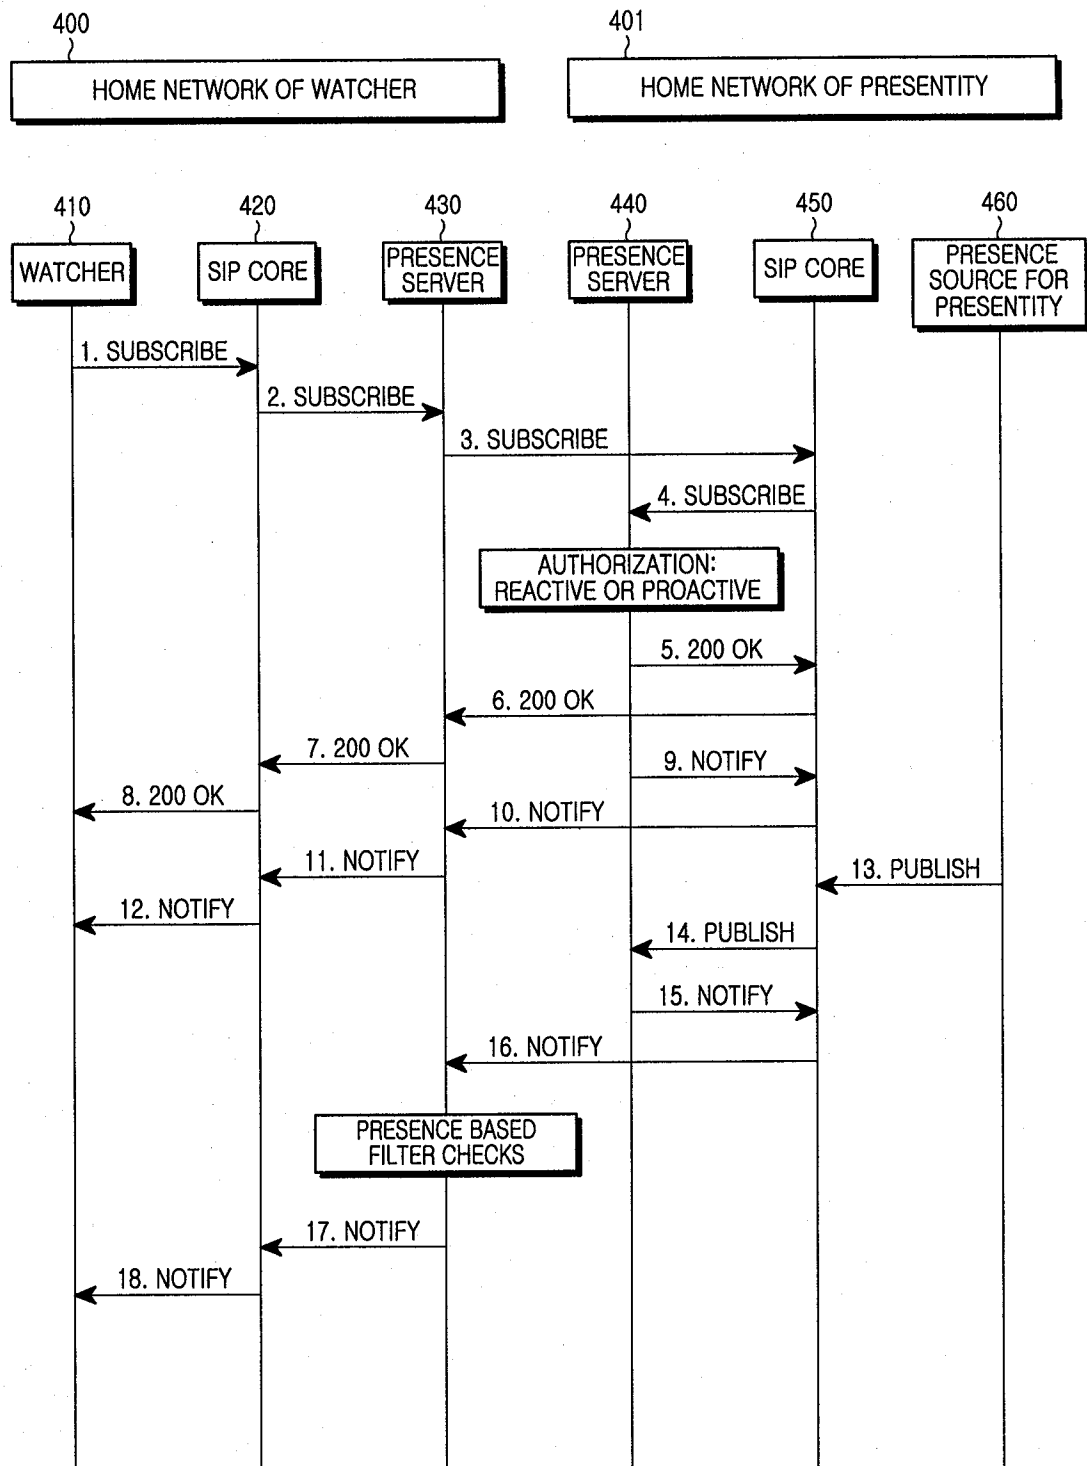 400
401
HOME NETWORK OF WATCHER
HOME NETWORK OF PRESENTITY
410
420
430
440
450
460
WATCHER
SIP CORE
PRESENCE
SERVER
PRESENCE
SERVER
SIP CORE
PRESENCE
SOURCE FOR
PRESENTITY
1. SUBSCRIBE
2. SUBSCRIBE
3. SUBSCRIBE
4. SUBSCRIBE
AUTHORIZATION:
REACTIVE OR PROACTIVE
5. 200 OK
6. 200 OK
7. 200 OK
9. NOTIFY
8. 200 OK
10. NOTIFY
11. NOTIFY
13. PUBLISH
12. NOTIFY
14. PUBLISH
15. NOTIFY
16. NOTIFY
PRESENCE BASED
FILTER CHECKS
17. NOTIFY
18. NOTIFY